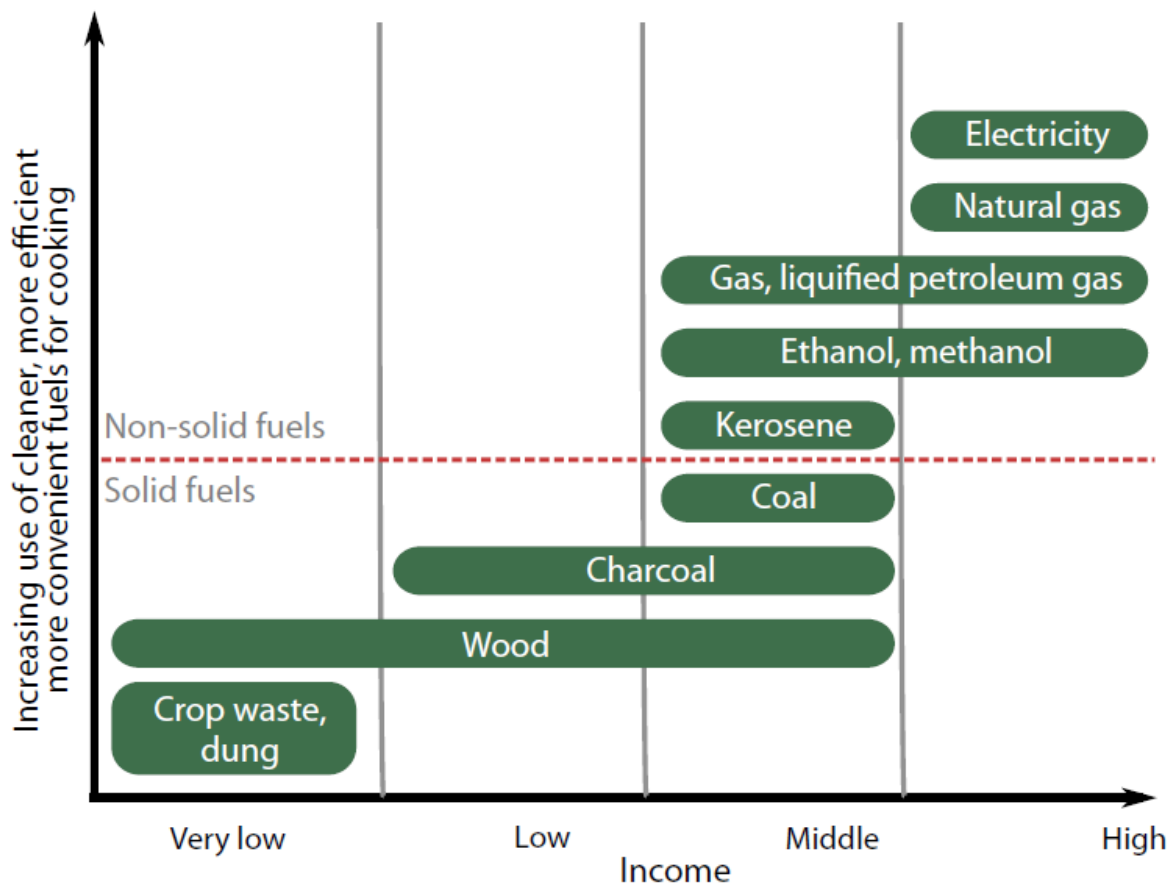 Increasing use of cleaner, more efficient
more convenient fuels for cooking
Electricity
Natural gas
Gas, liquified petroleum gas
Ethanol, methanol
Non-solid fuels
Kerosene
Solid fuels
Coal
Charcoal
Wood
Crop waste,
dung
Very low
Low
Middle
High
Income